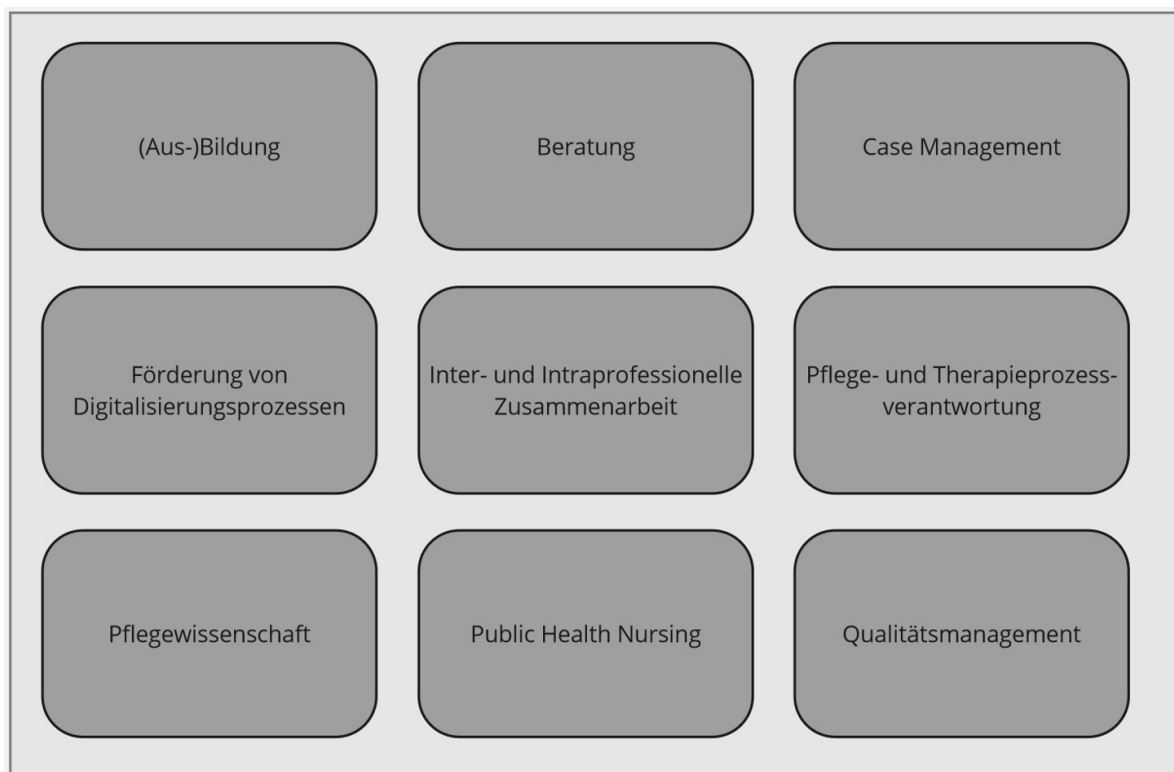 (Aus-)Bildung
Beratung
Case Management
Förderung von
Digitalisierungsprozessen
Inter- und Intraprofessionelle
Zusammenarbeit
Pflege- und Therapieprozess-
verantwortung
Pflegewissenschaft
Public Health Nursing
Qualitätsmanagement